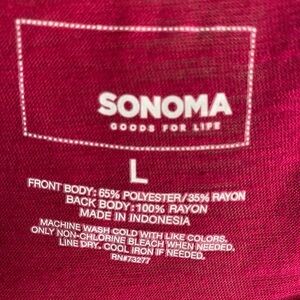 SONOMA
GOODS FOR LIFE
L
FRONT BODY: 65% POLYESTER/35% RAYON
BACK BODY: 100% RAYON
MADE IN INDONESIA
MACHINE WASH COLD WITH LIKE COLORS.
ONLY NON-CHLORINE BLEACH WHEN NEEDED.
LINE DRY. COOL IRON IF NEEDED.
RN#73277